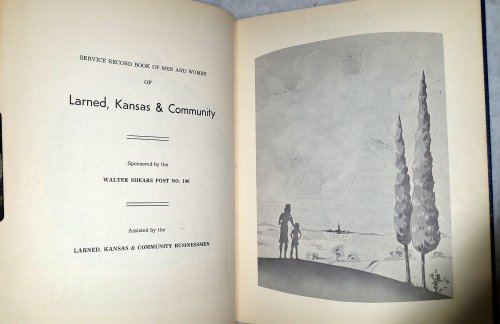 SERVICE RECORD BOOK OF MEN AND WOMEN
OF
Larned, Kansas & Community
Sponsored by the
WALTER SHEARS POST NO. 106
Assisted by the
LARNED, KANSAS & COMMUNITY BUSINESSMEN